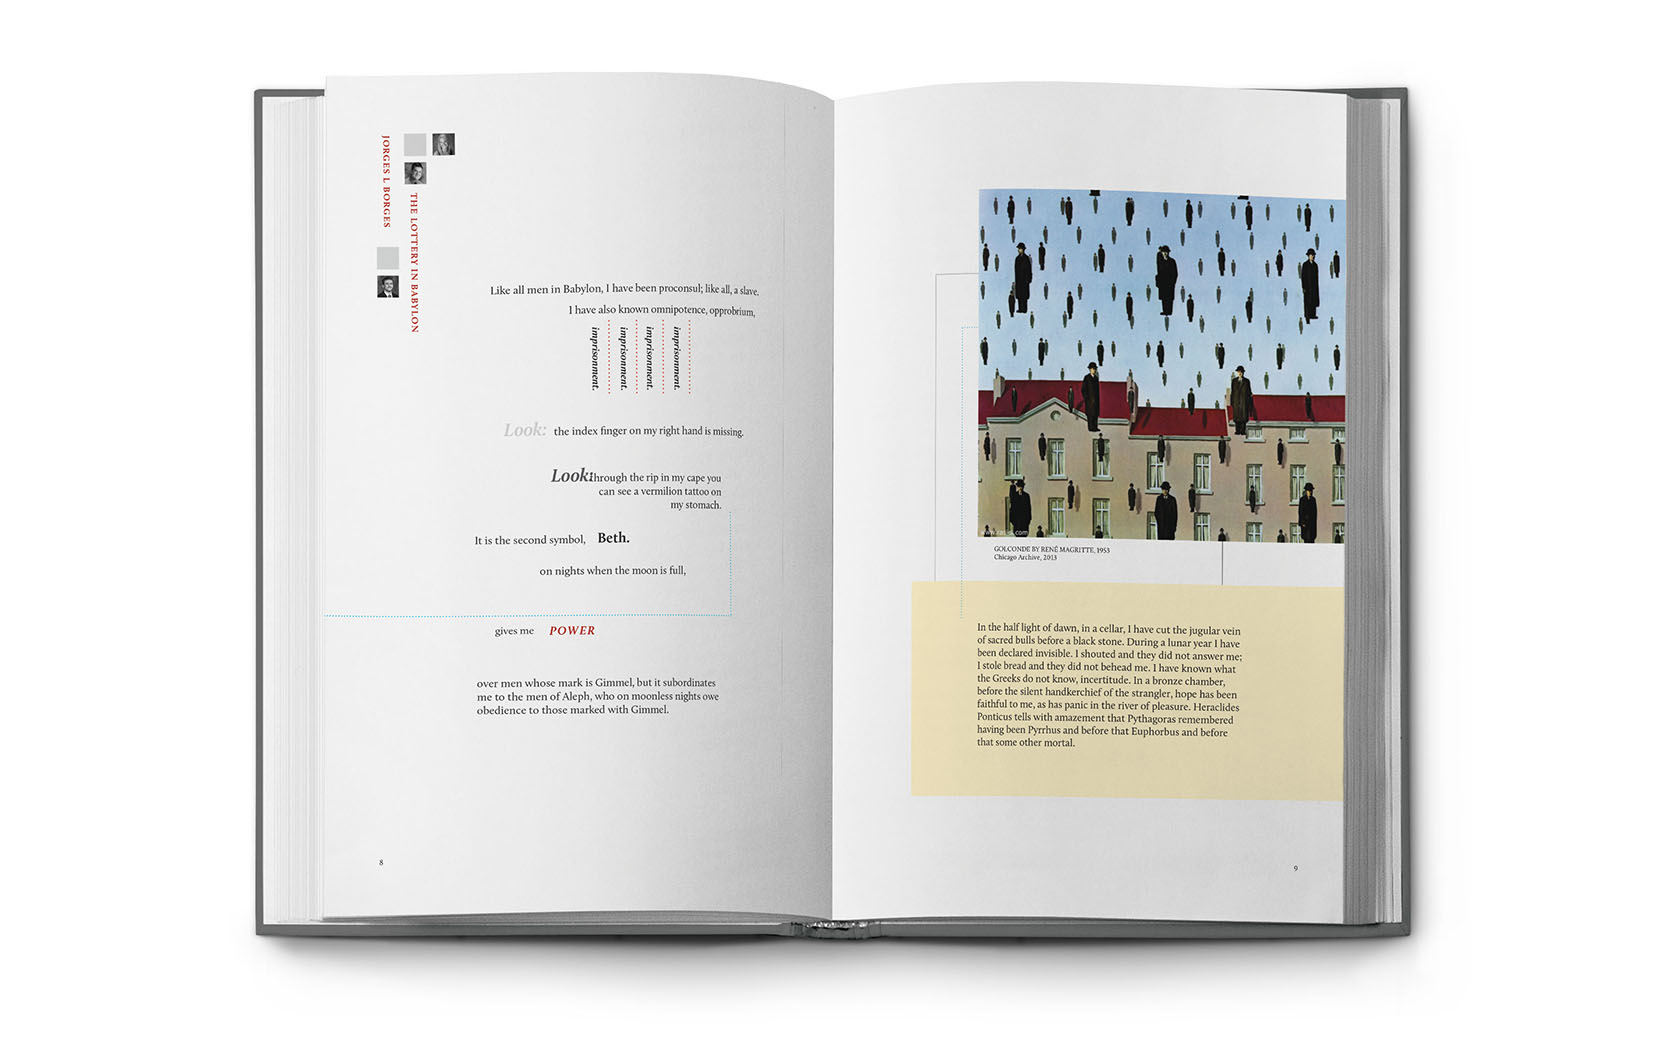 JORGES L BORGES
THE LOTTERY IN BABYLON
Like all men in Babylon, I have been proconsul; like all, a slave.
I have also known omnipotence, opprobrium,
imprisonment.
imprisonment.
imprisonment.
imprisonment.
Look: the index finger on my right hand is missing.
Look: through the rip in my cape you
can see a vermilion tattoo on
my stomach.
It is the second symbol, Beth.
on nights when the moon is full,
gives me POWER
over men whose mark is Gimmel, but it subordinates
me to the men of Aleph, who on moonless nights owe
obedience to those marked with Gimmel.
8
GOLCONDE BY RENÉ MAGRITTE, 1953
Chicago Archive, 2013
In the half light of dawn, in a cellar, I have cut the jugular vein
of sacred bulls before a black stone. During a lunar year I have
been declared invisible. I shouted and they did not answer me;
I stole bread and they did not behead me. I have known what
the Greeks do not know, incertitude. In a bronze chamber,
before the silent handkerchief of the strangler, hope has been
faithful to me, as has panic in the river of pleasure. Heraclides
Ponticus tells with amazement that Pythagoras remembered
having been Pyrrhus and before that Euphorbus and before
that some other mortal.
9